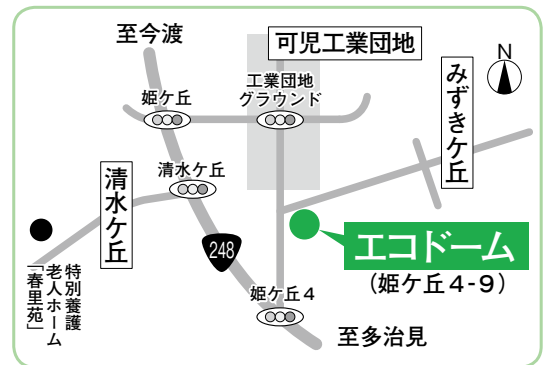 至今渡
可児工業団地
N
工業団地
グラウンド
姫ケ丘
みずきケ丘
清水ケ丘
清水ケ丘
248
エコドーム
(姫ケ丘4-9)
特別養護
老人ホーム
「春里苑」
姫ケ丘4
至多治見